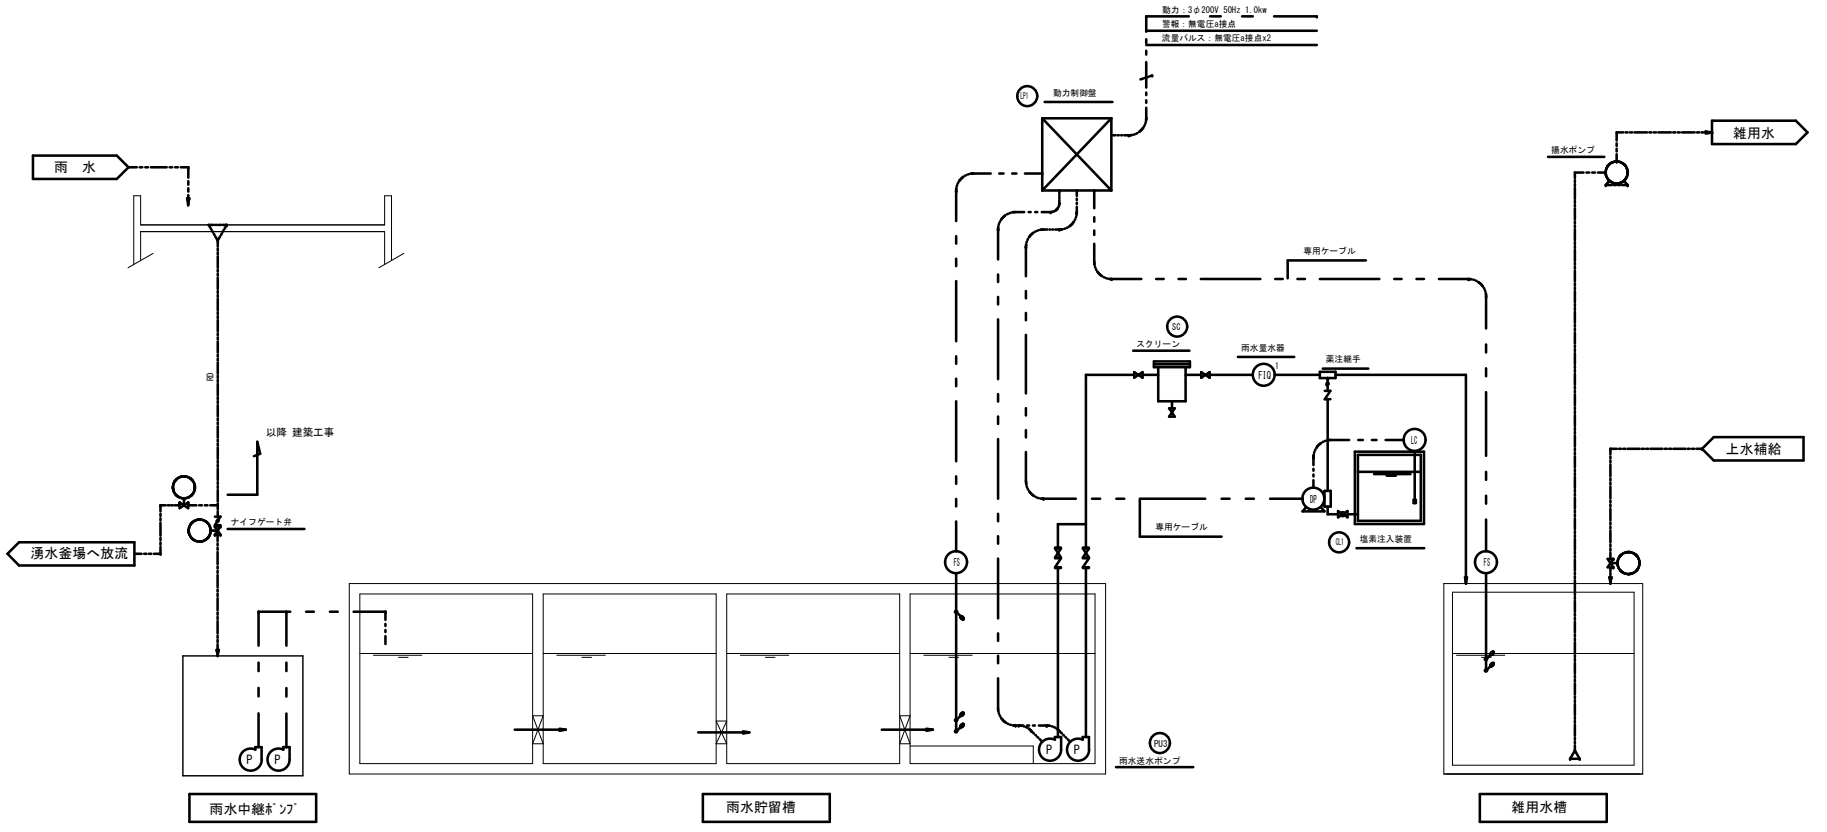 動力：3φ200V 50Hz 1.0kw
警報：無電圧a接点
流量パルス：無電圧a接点x2
LP1
動力制御盤
雑用水
揚水ポンプ
雨 水
専用ケーブル
SC
スクリーン
雨水量水器
FIQ
1
薬注継手
80
以降 建築工事
LC
上水補給
DP
ナイフゲート弁
専用ケーブル
CL1
塩素注入装置
湧水釜場へ放流
FS
FS
P
P
P
P
PU3
雨水送水ポンプ
雨水中継ポンプ
雨水貯留槽
雑用水槽